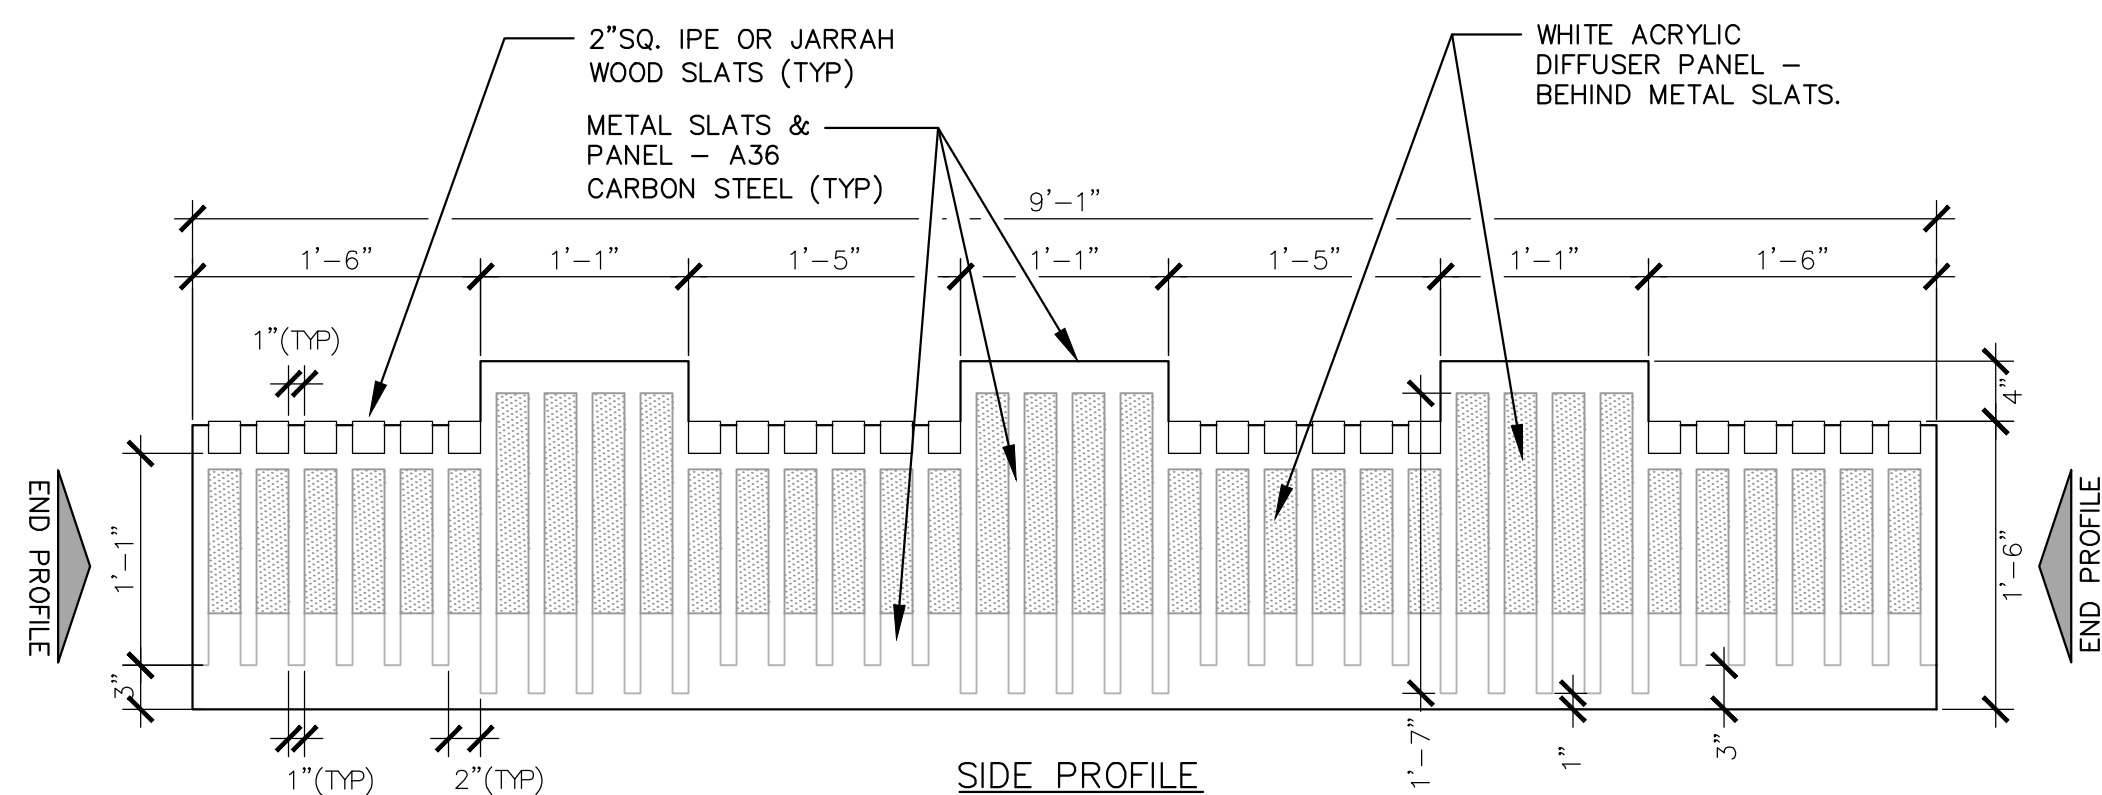 2”SQ. IPE OR JARRAH
WOOD SLATS (TYP)
METAL SLATS &
PANEL – A36
CARBON STEEL (TYP)
WHITE ACRYLIC
DIFFUSER PANEL –
BEHIND METAL SLATS.
9'–1”
1'–6”
1'–1”
1'–5”
1'–1”
1'–5”
1'–1”
1'–6”
1”(TYP)
4”
END PROFILE
1'–1”
3”
1'–6”
END PROFILE
1”(TYP)
2”(TYP)
1'–7”
1”
3”
SIDE PROFILE